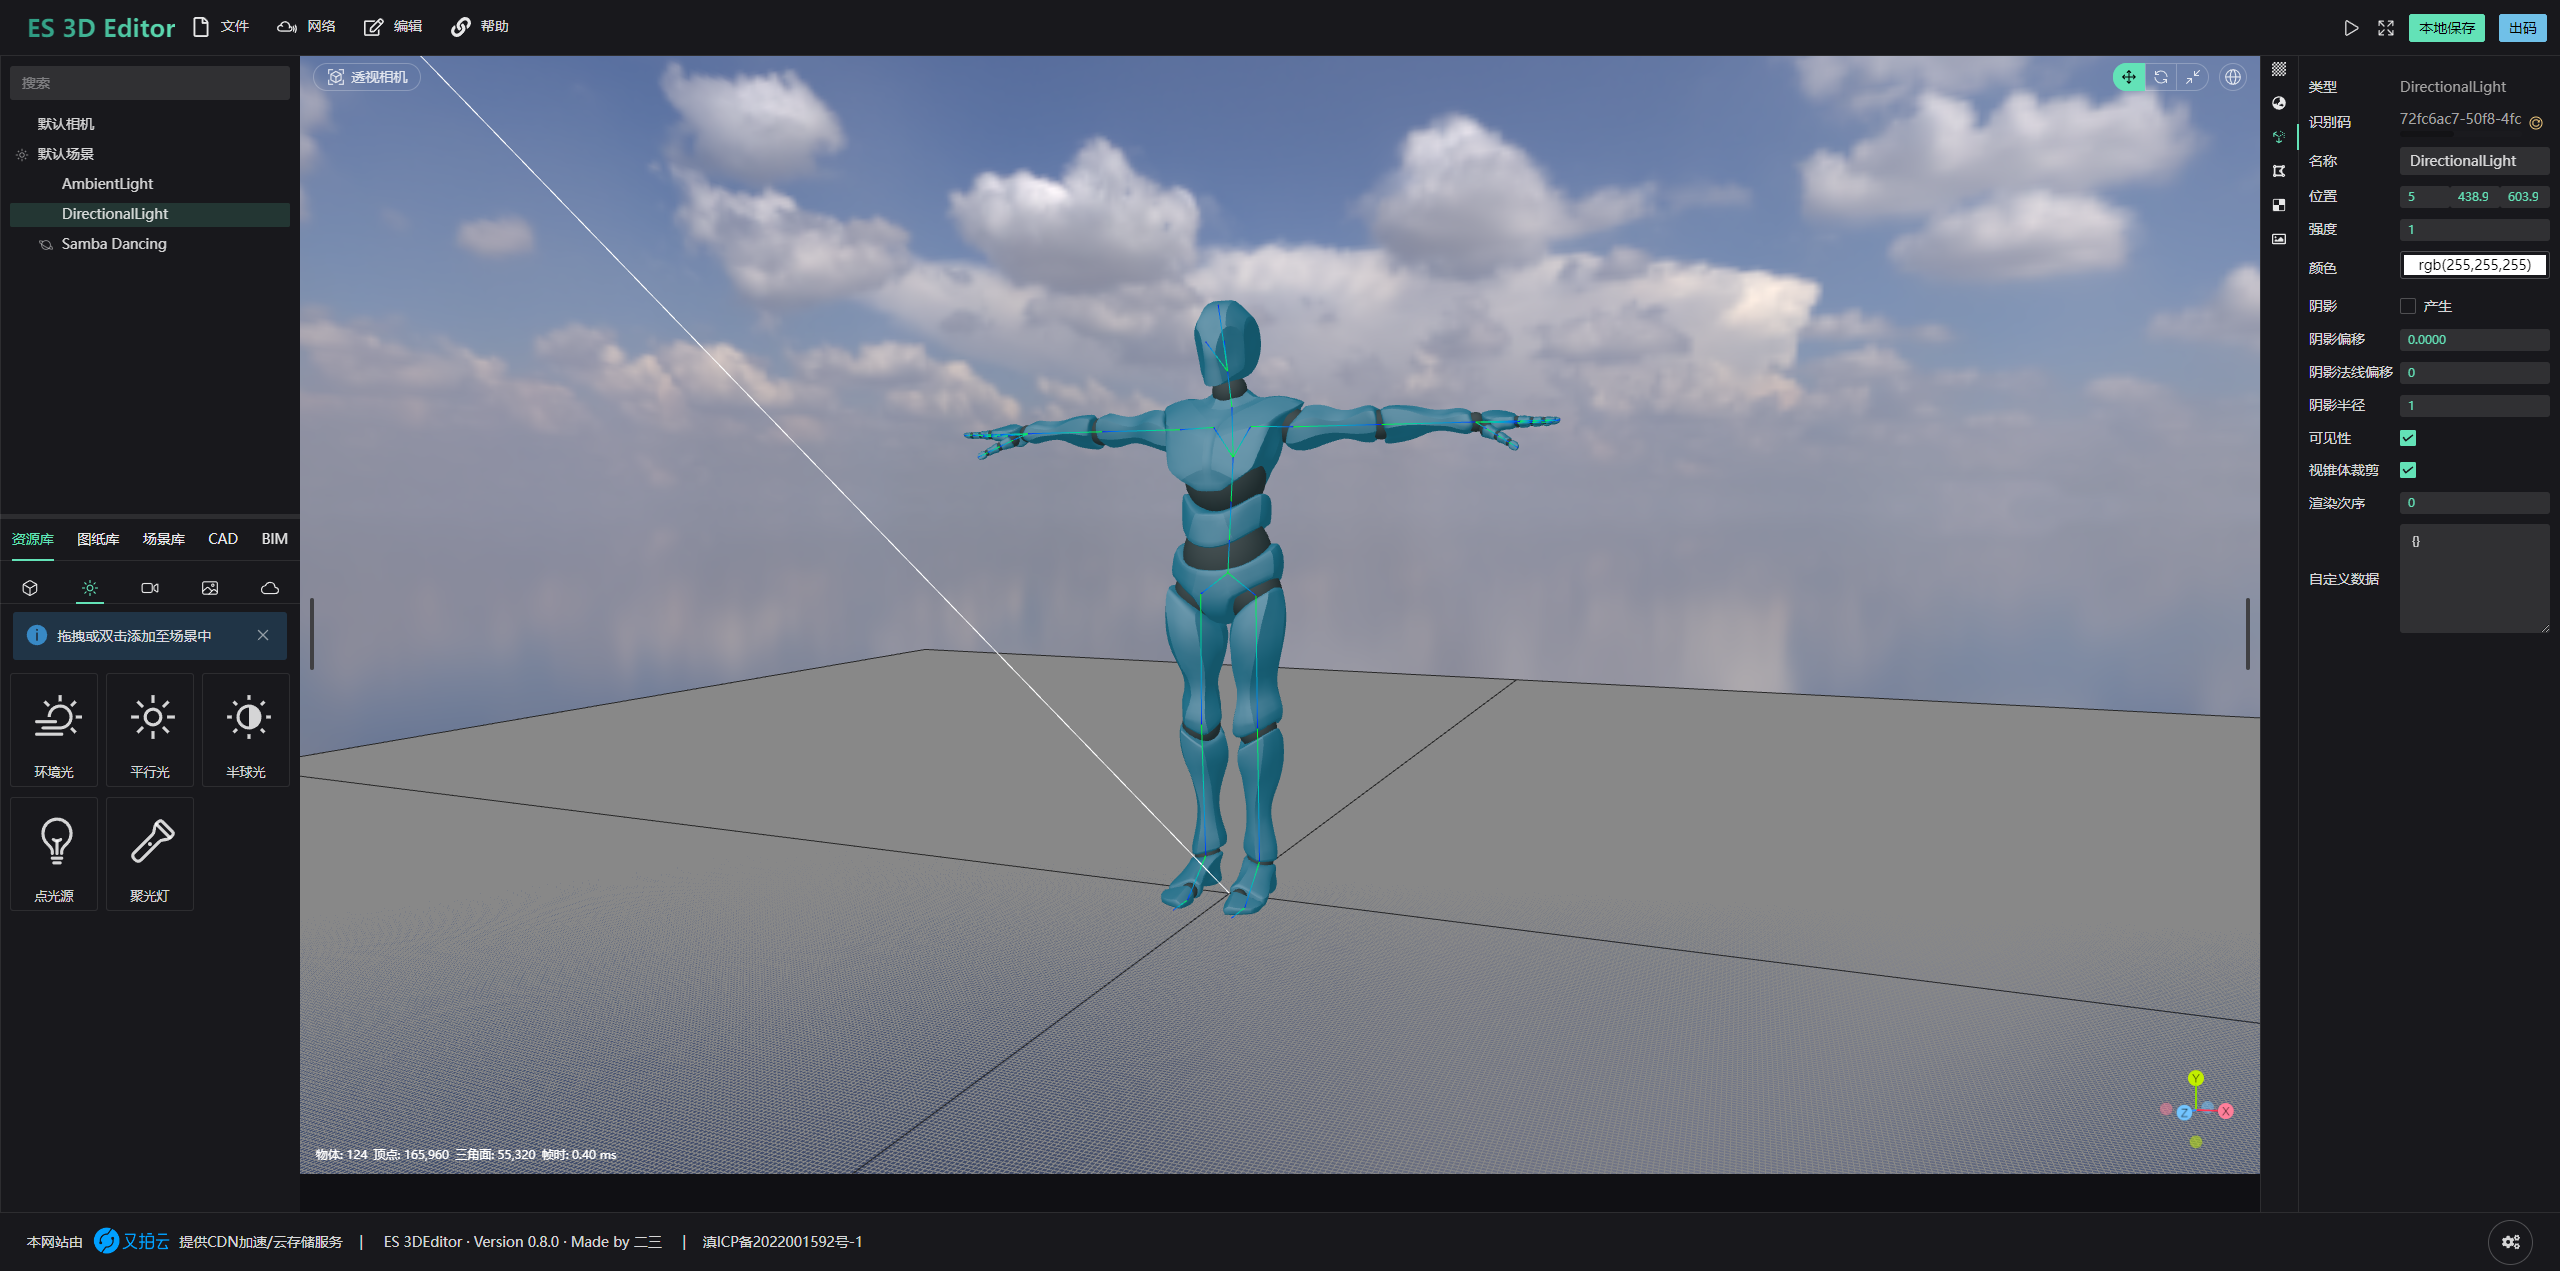 ES 3D Editor 文件 网络 编辑 帮助 本地保存 出码
搜索
默认相机
默认场景
AmbientLight
DirectionalLight
Samba Dancing
资源库 图纸库 场景库 CAD BIM
拖拽或双击添加至场景中
环境光 平行光 半球光
点光源 聚光灯
透视相机
物体: 124 顶点: 165,960 三角面: 55,320 帧时: 0.40 ms
Y
Z X
类型 DirectionalLight
识别码 72fc6ac7-50f8-4fc
名称 DirectionalLight
位置 5 438.9 603.9
强度 1
颜色 rgb(255,255,255)
阴影 产生
阴影偏移 0.0000
阴影法线偏移 0
阴影半径 1
可见性
视锥体裁剪
渲染次序 0
自定义数据 {}
本网站由 又拍云 提供CDN加速/云存储服务 | ES 3DEditor · Version 0.8.0 · Made by 二三 | 滇ICP备2022001592号-1